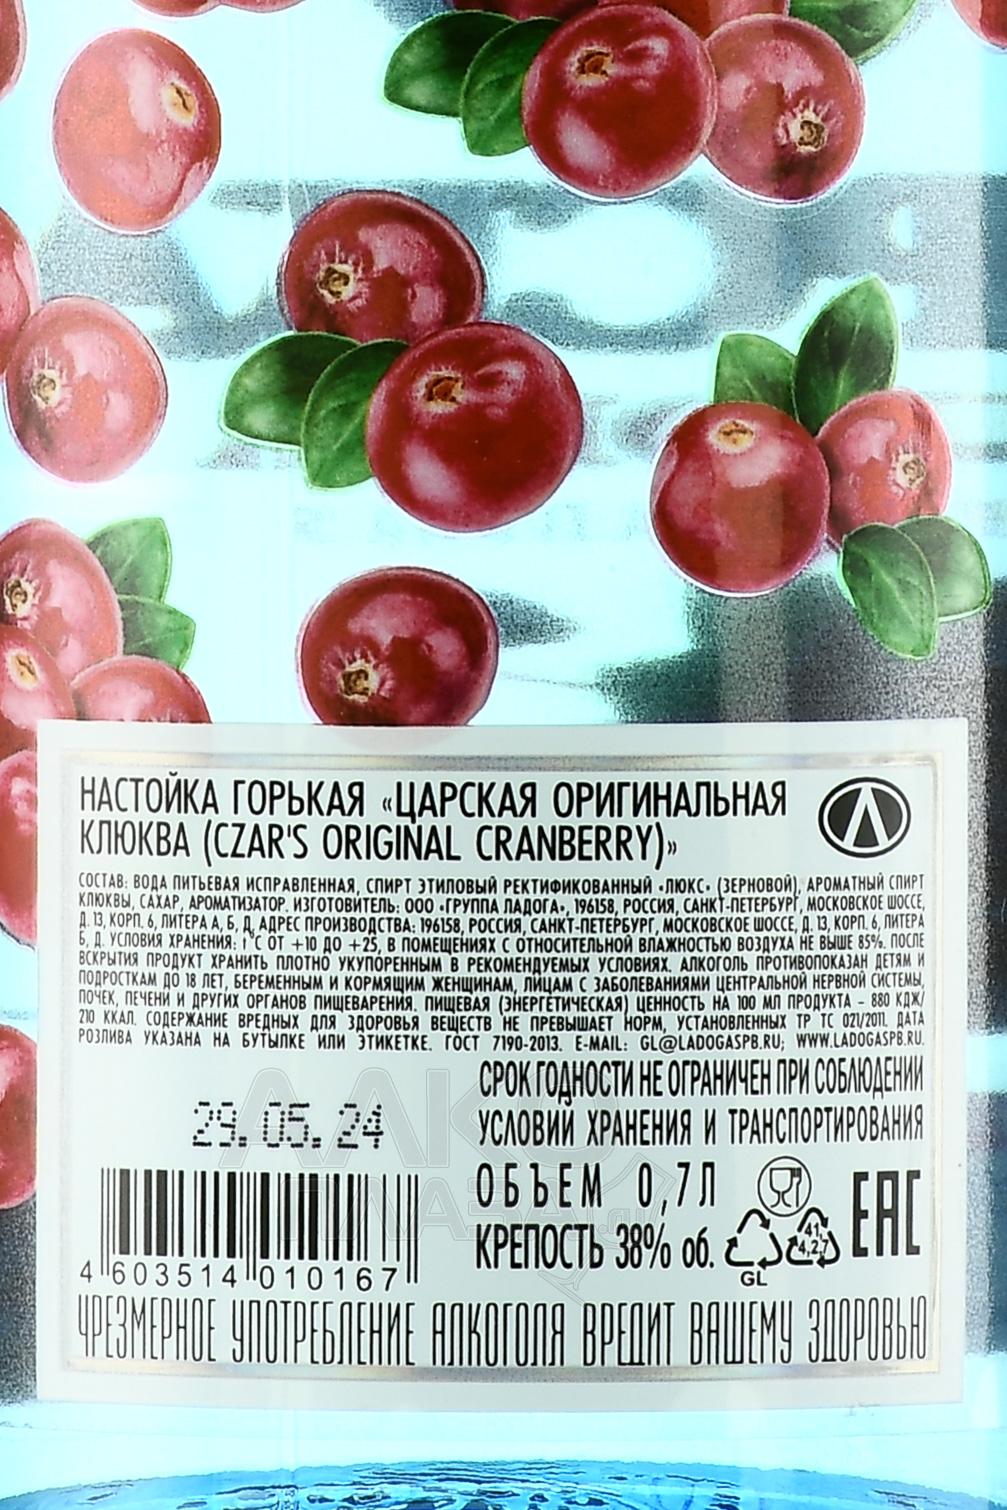 НАСТОЙКА ГОРЬКАЯ «ЦАРСКАЯ ОРИГИНАЛЬНАЯ
КЛЮКВА (CZAR'S ORIGINAL CRANBERRY)»
СОСТАВ: ВОДА ПИТЬЕВАЯ ИСПРАВЛЕННАЯ, СПИРТ ЭТИЛОВЫЙ РЕКТИФИКОВАННЫЙ «ЛЮКС» (ЗЕРНОВОЙ), АРОМАТНЫЙ СПИРТ
КЛЮКВЫ, САХАР, АРОМАТИЗАТОР. ИЗГОТОВИТЕЛЬ: ООО «ГРУППА ЛАДОГА», 196158, РОССИЯ, САНКТ-ПЕТЕРБУРГ, МОСКОВСКОЕ ШОССЕ,
Д. 13, КОРП. 6, ЛИТЕРА А, Б, Д, АДРЕС ПРОИЗВОДСТВА: 196158, РОССИЯ, САНКТ-ПЕТЕРБУРГ, МОСКОВСКОЕ ШОССЕ, Д. 13, КОРП. 6, ЛИТЕРА
Б, Д. УСЛОВИЯ ХРАНЕНИЯ: t °С ОТ +10 ДО +25, В ПОМЕЩЕНИЯХ С ОТНОСИТЕЛЬНОЙ ВЛАЖНОСТЬЮ ВОЗДУХА НЕ ВЫШЕ 85%. ПОСЛЕ
ВСКРЫТИЯ ПРОДУКТ ХРАНИТЬ ПЛОТНО УКУПОРЕННЫМ В РЕКОМЕНДУЕМЫХ УСЛОВИЯХ. АЛКОГОЛЬ ПРОТИВОПОКАЗАН ДЕТЯМ И
ПОДРОСТКАМ ДО 18 ЛЕТ, БЕРЕМЕННЫМ И КОРМЯЩИМ ЖЕНЩИНАМ, ЛИЦАМ С ЗАБОЛЕВАНИЯМИ ЦЕНТРАЛЬНОЙ НЕРВНОЙ СИСТЕМЫ,
ПОЧЕК, ПЕЧЕНИ И ДРУГИХ ОРГАНОВ ПИЩЕВАРЕНИЯ. ПИЩЕВАЯ (ЭНЕРГЕТИЧЕСКАЯ) ЦЕННОСТЬ НА 100 МЛ ПРОДУКТА – 880 КДЖ/
210 ККАЛ. СОДЕРЖАНИЕ ВРЕДНЫХ ДЛЯ ЗДОРОВЬЯ ВЕЩЕСТВ НЕ ПРЕВЫШАЕТ НОРМ, УСТАНОВЛЕННЫХ ТР ТС 021/2011. ДАТА
РОЗЛИВА УКАЗАНА НА БУТЫЛКЕ ИЛИ ЭТИКЕТКЕ. ГОСТ 7190-2013. E-MAIL: GL@LADOGASPB.RU; WWW.LADOGASPB.RU.
СРОК ГОДНОСТИ НЕ ОГРАНИЧЕН ПРИ СОБЛЮДЕНИИ
УСЛОВИЙ ХРАНЕНИЯ И ТРАНСПОРТИРОВАНИЯ
29.05.24
ОБЪЕМ 0,7Л
КРЕПОСТЬ 38% об.
GL
41
4,2,7
EAC
4 603514 010167
ЧРЕЗМЕРНОЕ УПОТРЕБЛЕНИЕ АЛКОГОЛЯ ВРЕДИТ ВАШЕМУ ЗДОРОВЬЮ
АЛКО
ПЛАЗА.ru